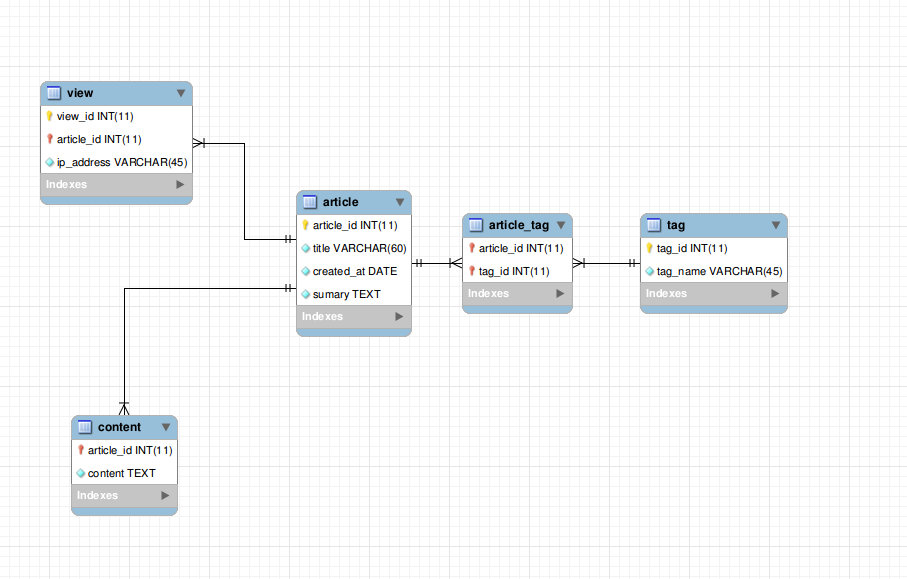 view
view_id INT(11)
article_id INT(11)
ip_address VARCHAR(45)
Indexes
article
article_id INT(11)
title VARCHAR(60)
created_at DATE
sumary TEXT
Indexes
article_tag
article_id INT(11)
tag_id INT(11)
Indexes
tag
tag_id INT(11)
tag_name VARCHAR(45)
Indexes
content
article_id INT(11)
content TEXT
Indexes